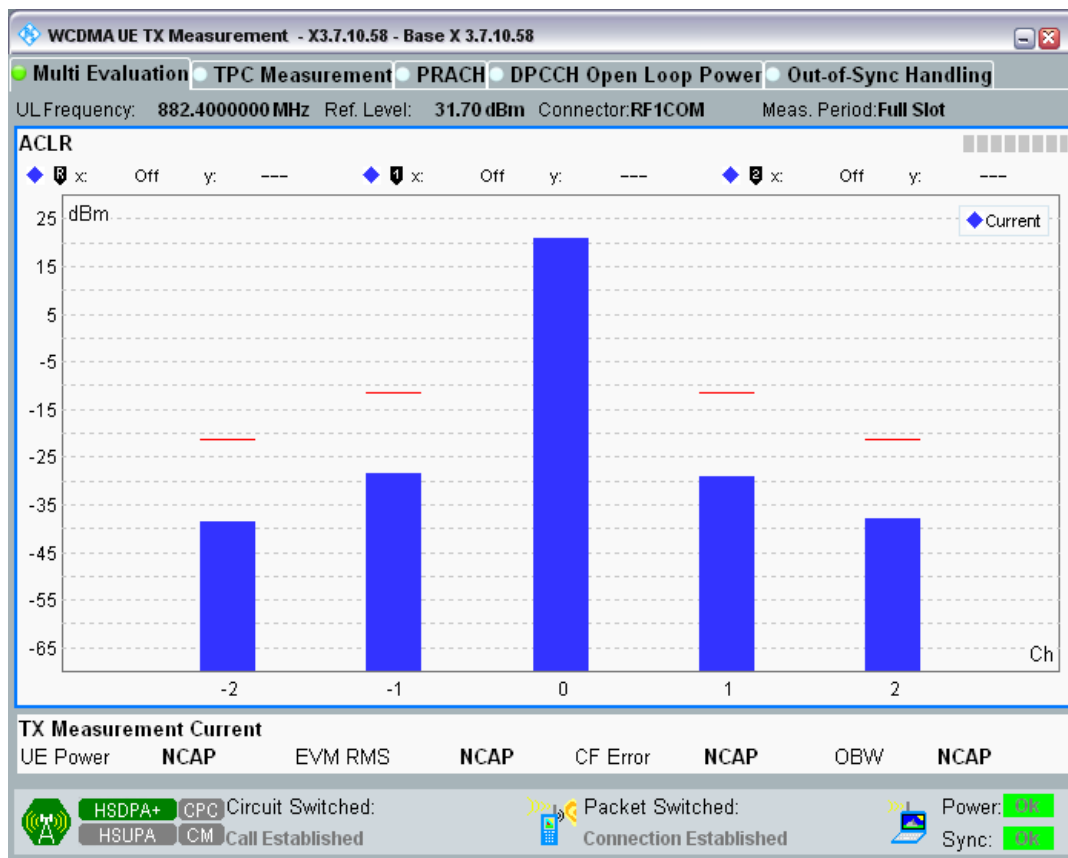 WCDMA UE TX Measurement - X3.7.10.58 - Base X 3.7.10.58
Multi Evaluation TPC Measurement PRACH DPCCH Open Loop Power Out-of-Sync Handling
UL Frequency: 882.4000000 MHz Ref. Level: 31.70 dBm Connector:RF1COM Meas. Period:Full Slot
ACLR
R x: Off y: --- 1 x: Off y: --- 2 x: Off y: ---
dBm
Current
25
15
5
-5
-15
-25
-35
-45
-55
-65
Ch
-2 -1 0 1 2
TX Measurement Current
UE Power NCAP EVM RMS NCAP CF Error NCAP OBW NCAP
HSDPA+ CPC Circuit Switched: Packet Switched: Power: OK
HSUPA CM Call Established Connection Established Sync: OK